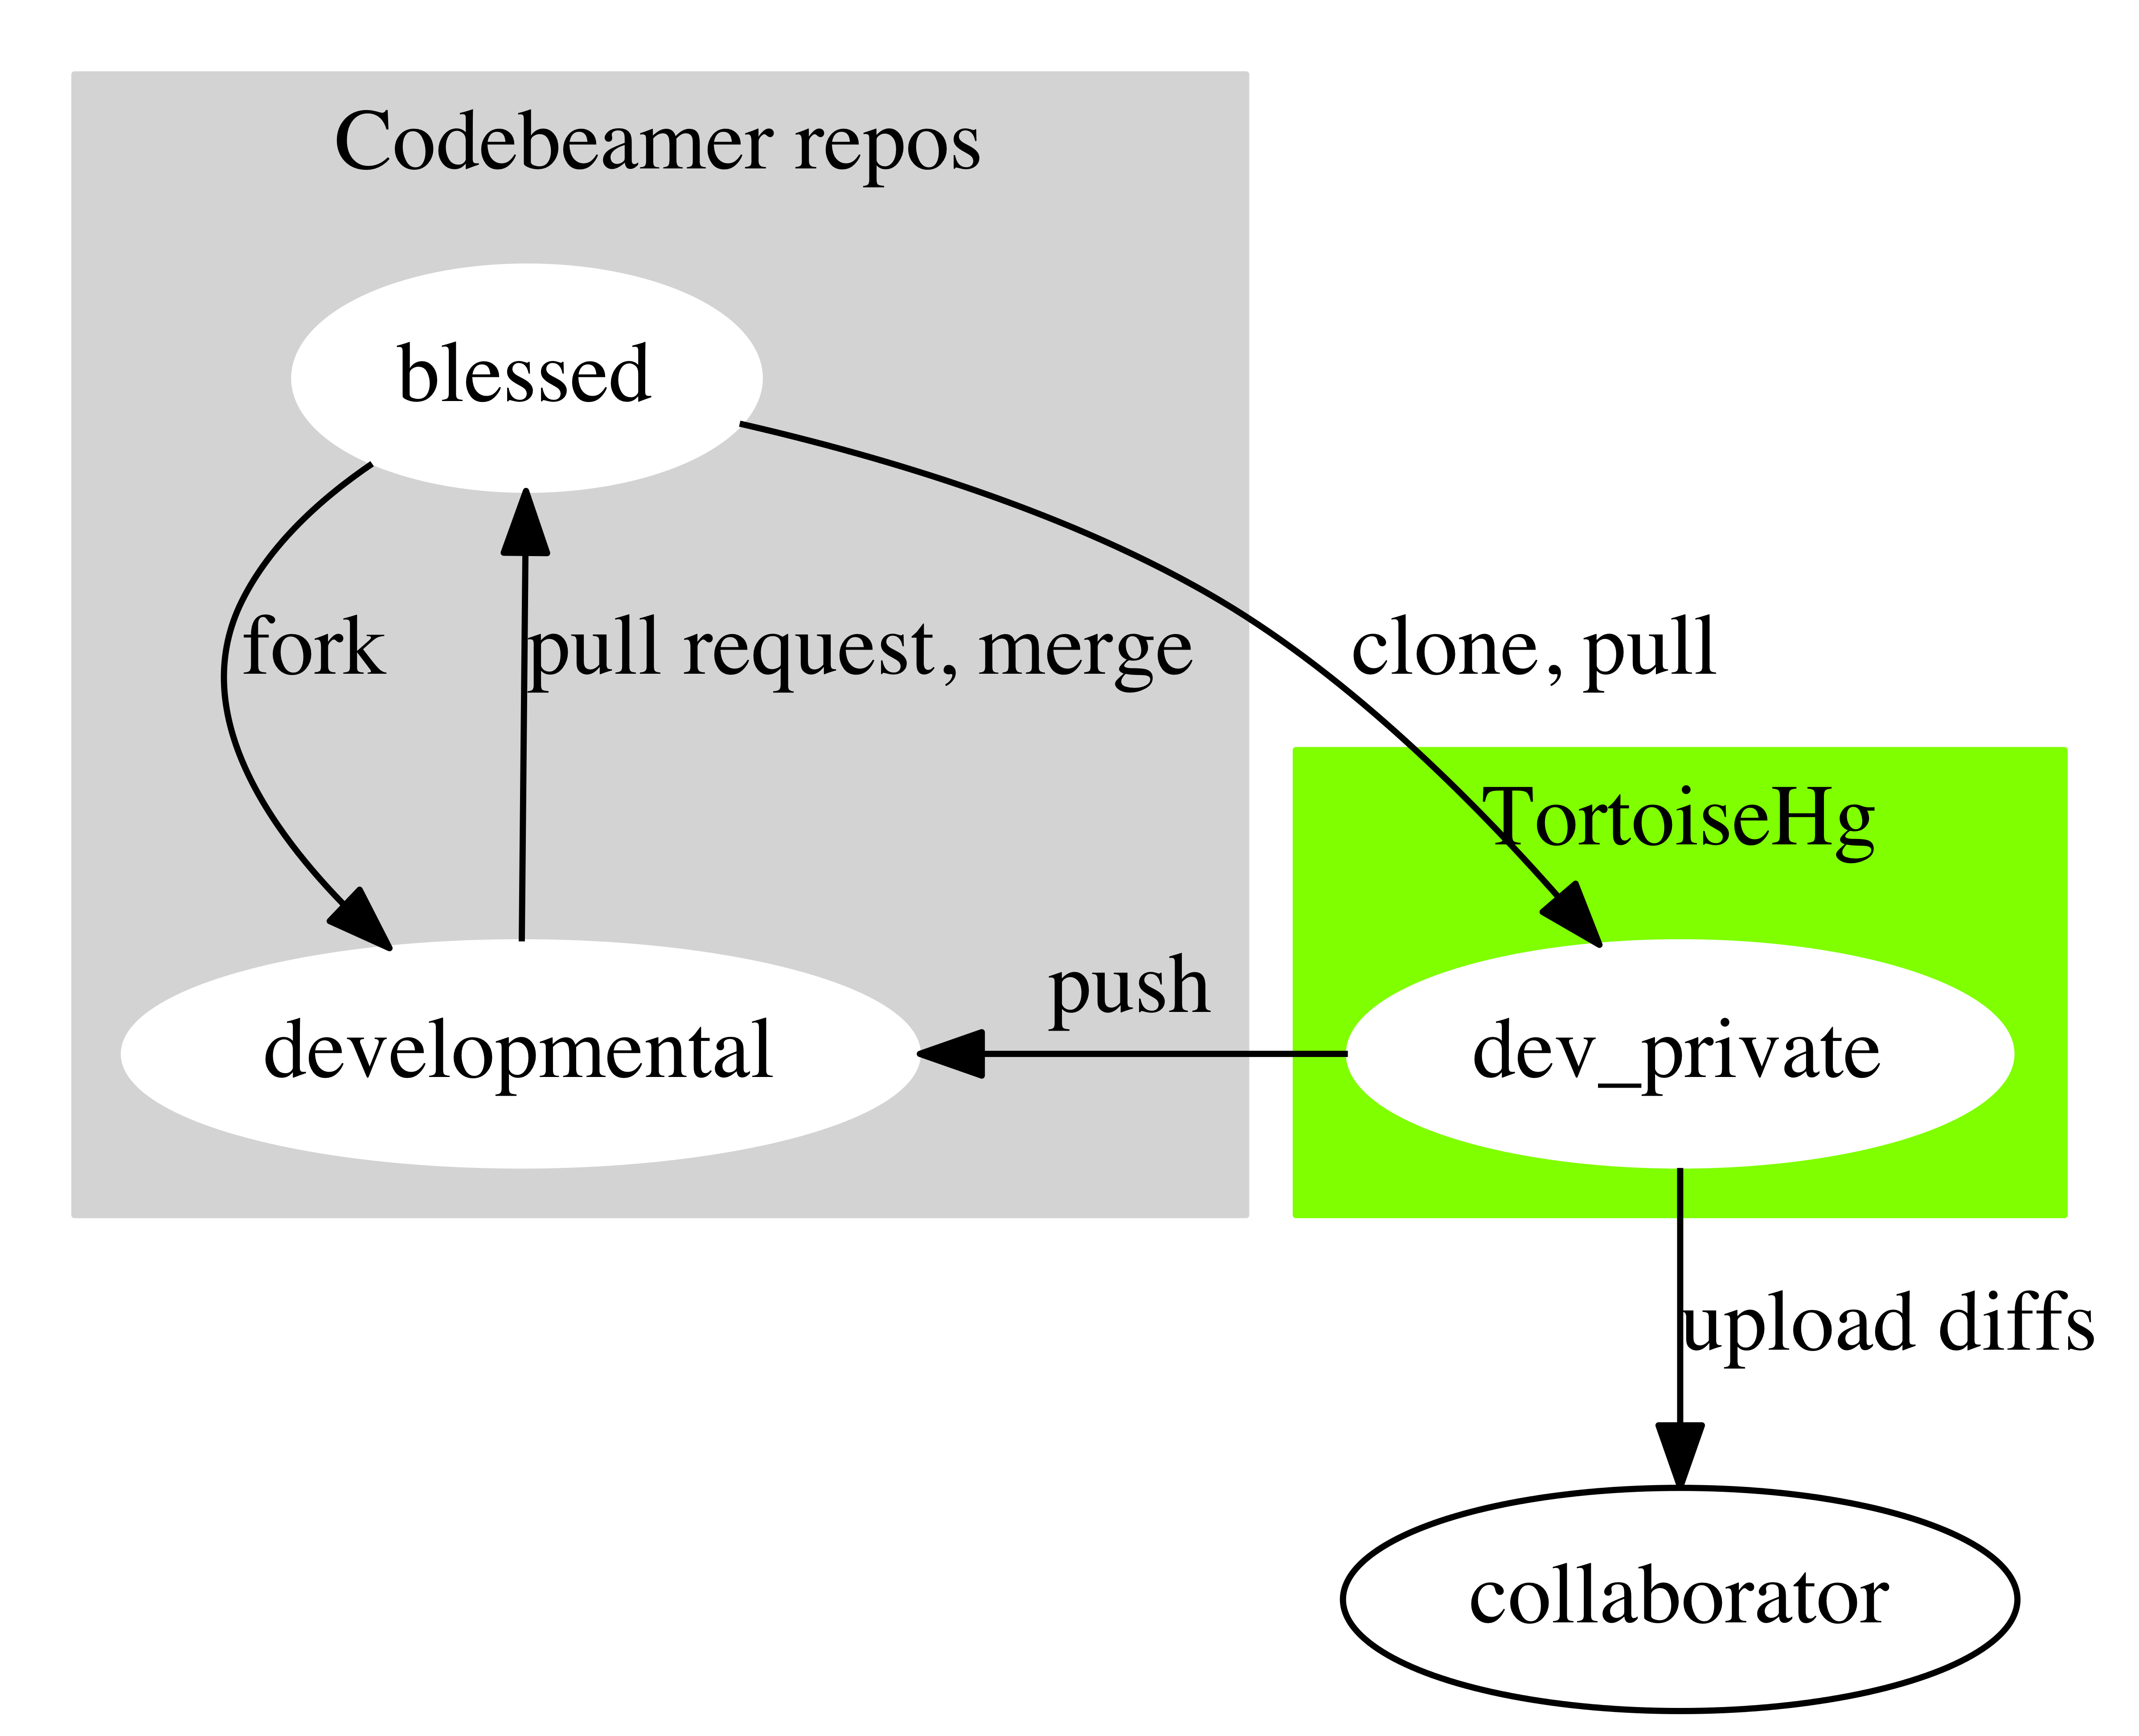 Codebeamer repos
blessed
fork
pull request, merge
clone, pull
TortoiseHg
push
developmental
dev_private
upload diffs
collaborator